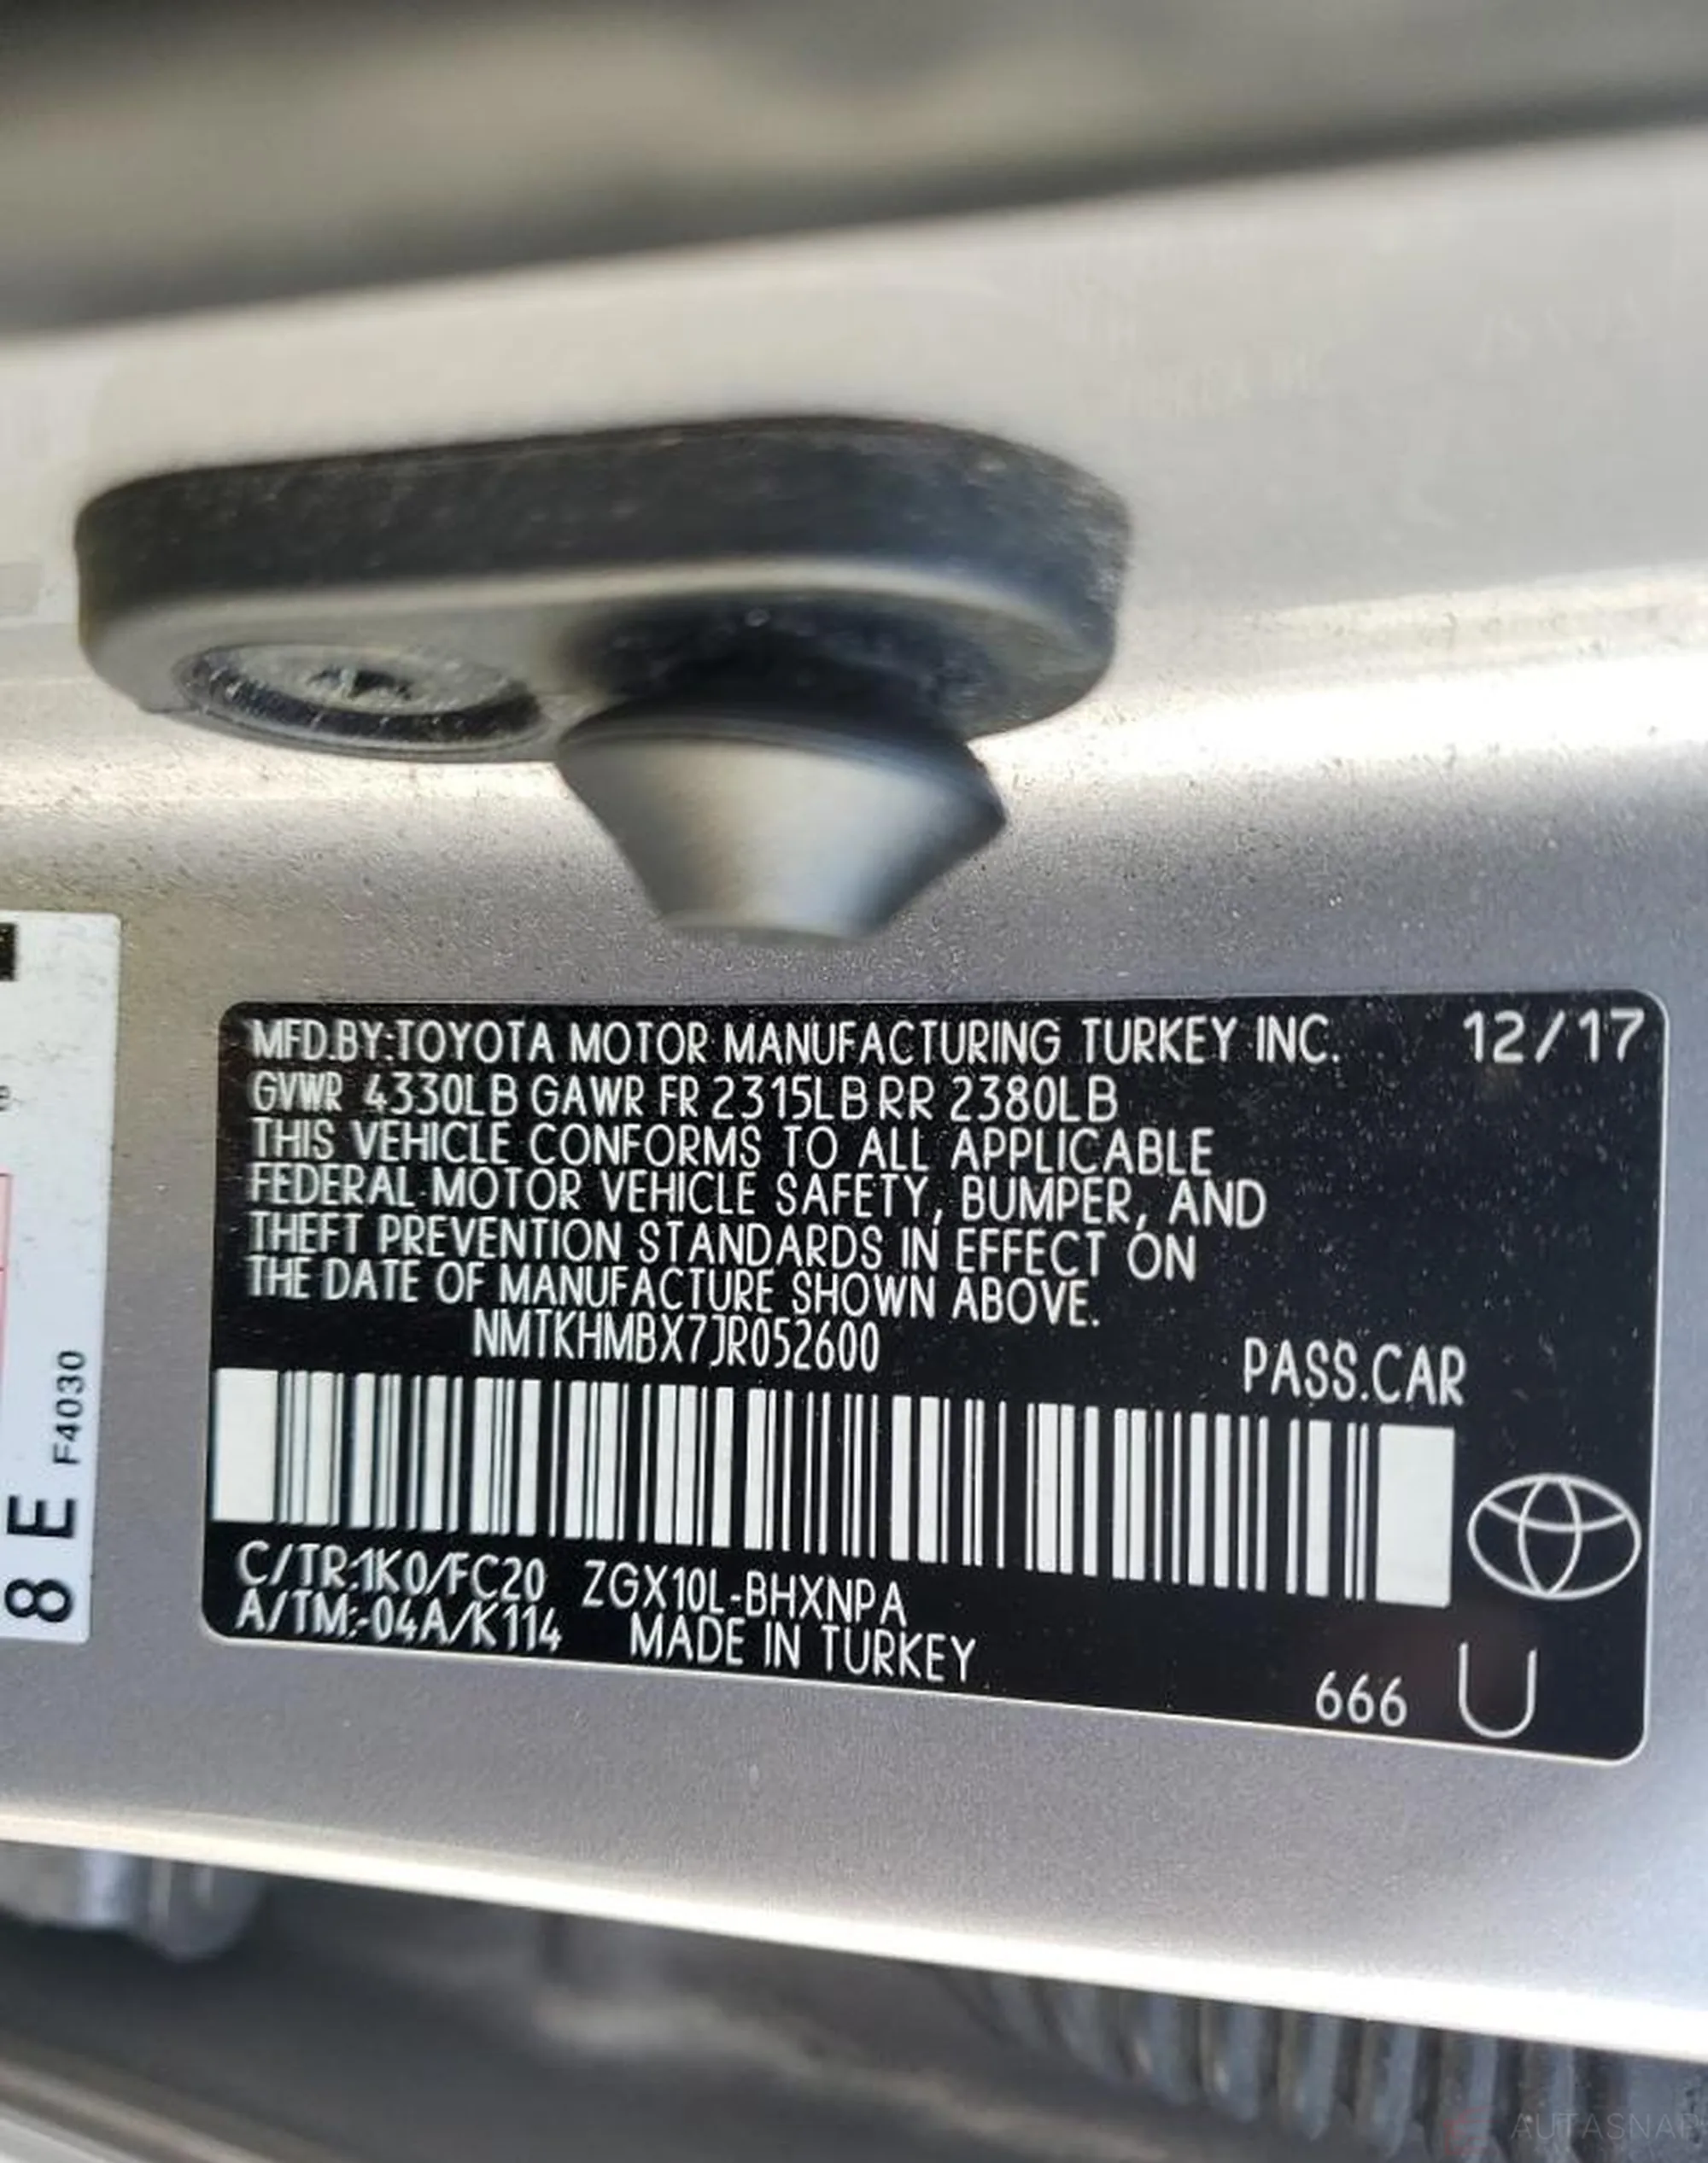 MFD.BY:TOYOTA MOTOR MANUFACTURING TURKEY INC. 12/17
GVWR 4330LB GAWR FR 2315LB RR 2380LB
THIS VEHICLE CONFORMS TO ALL APPLICABLE
FEDERAL MOTOR VEHICLE SAFETY, BUMPER, AND
THEFT PREVENTION STANDARDS IN EFFECT ON
THE DATE OF MANUFACTURE SHOWN ABOVE.
NMTKHMBX7JR052600
PASS.CAR
C/TR:1K0/FC20 ZGX10L-BHXNPA
A/TM:-04A/K114 MADE IN TURKEY
666 U
8 E F4030